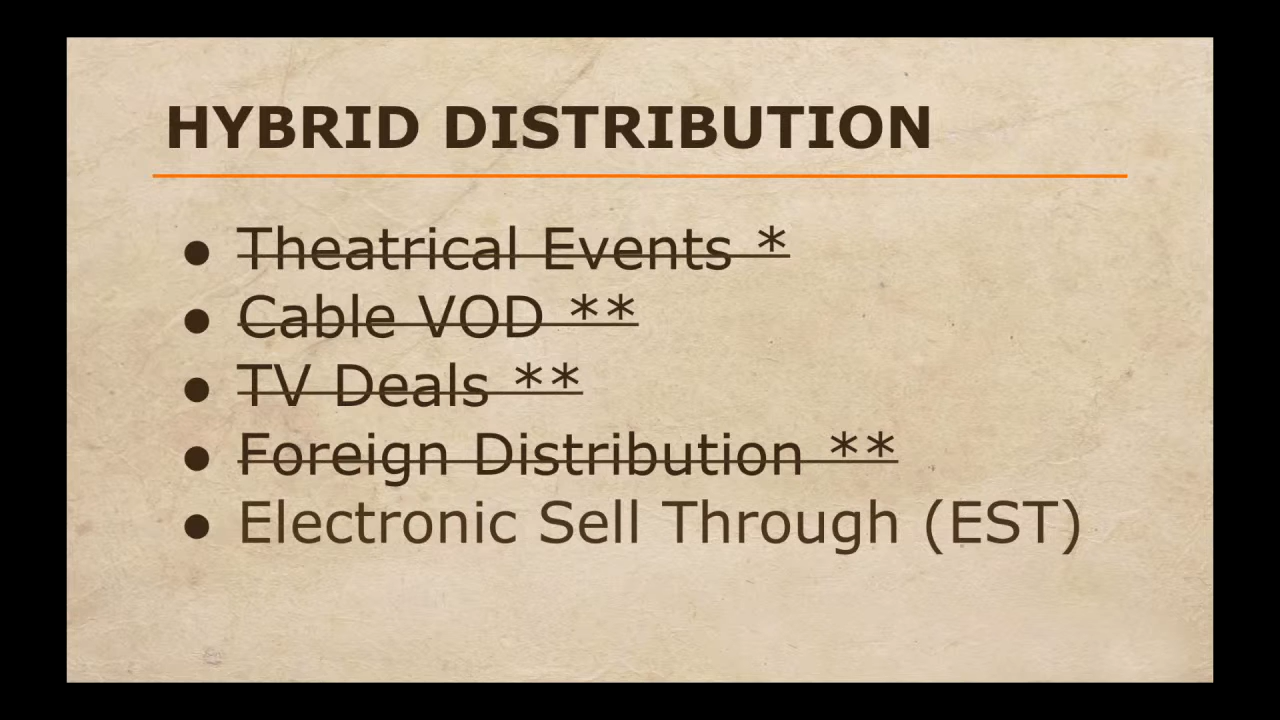 HYBRID DISTRIBUTION
● Theatrical Events *
● Cable VOD **
● TV Deals **
● Foreign Distribution **
● Electronic Sell Through (EST)